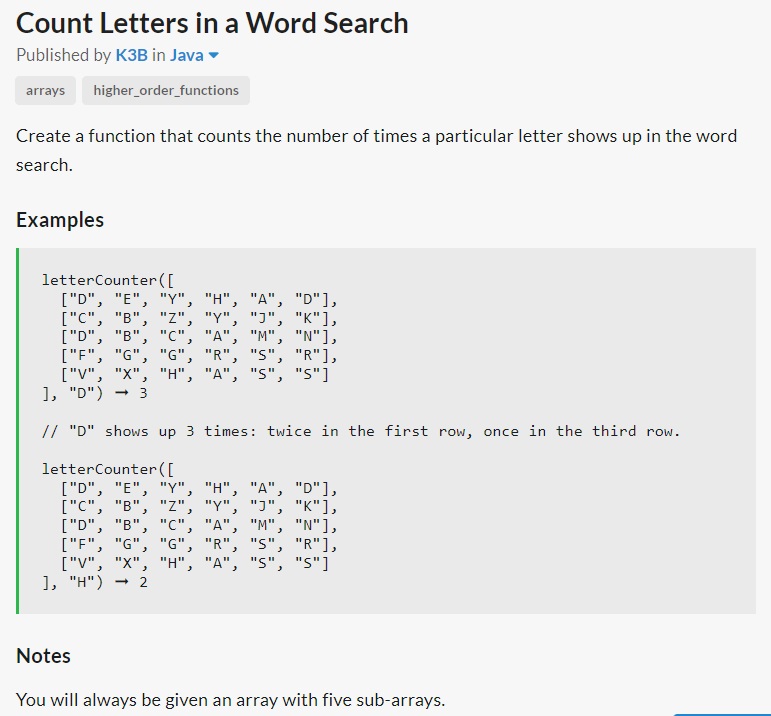 Count Letters in a Word Search
Published by K3B in Java
arrays higher_order_functions
Create a function that counts the number of times a particular letter shows up in the word
search.
Examples
letterCounter([
["D", "E", "Y", "H", "A", "D"],
["C", "B", "Z", "Y", "J", "K"],
["D", "B", "C", "A", "M", "N"],
["F", "G", "G", "R", "S", "R"],
["V", "X", "H", "A", "S", "S"]
], "D") ➞ 3
// "D" shows up 3 times: twice in the first row, once in the third row.
letterCounter([
["D", "E", "Y", "H", "A", "D"],
["C", "B", "Z", "Y", "J", "K"],
["D", "B", "C", "A", "M", "N"],
["F", "G", "G", "R", "S", "R"],
["V", "X", "H", "A", "S", "S"]
], "H") ➞ 2
Notes
You will always be given an array with five sub-arrays.